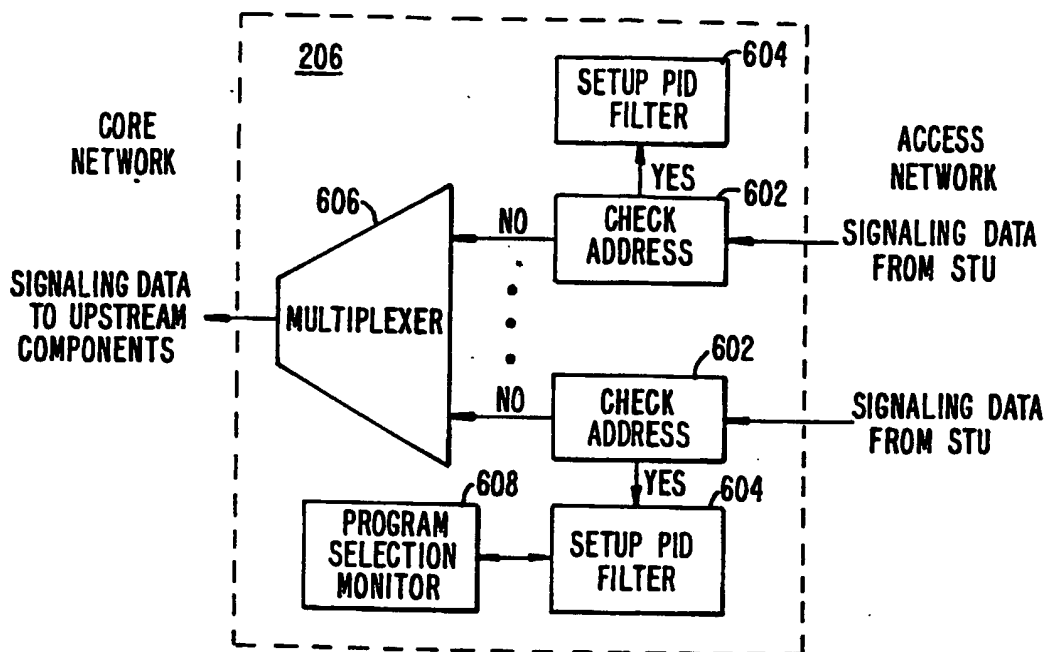 206
604
SETUP PID
FILTER
CORE
NETWORK
ACCESS
NETWORK
YES
602
606
NO
CHECK
ADDRESS
SIGNALING DATA
FROM STU
SIGNALING DATA
TO UPSTREAM
COMPONENTS
MULTIPLEXER
602
NO
CHECK
ADDRESS
SIGNALING DATA
FROM STU
YES
608
604
PROGRAM
SELECTION
MONITOR
SETUP PID
FILTER